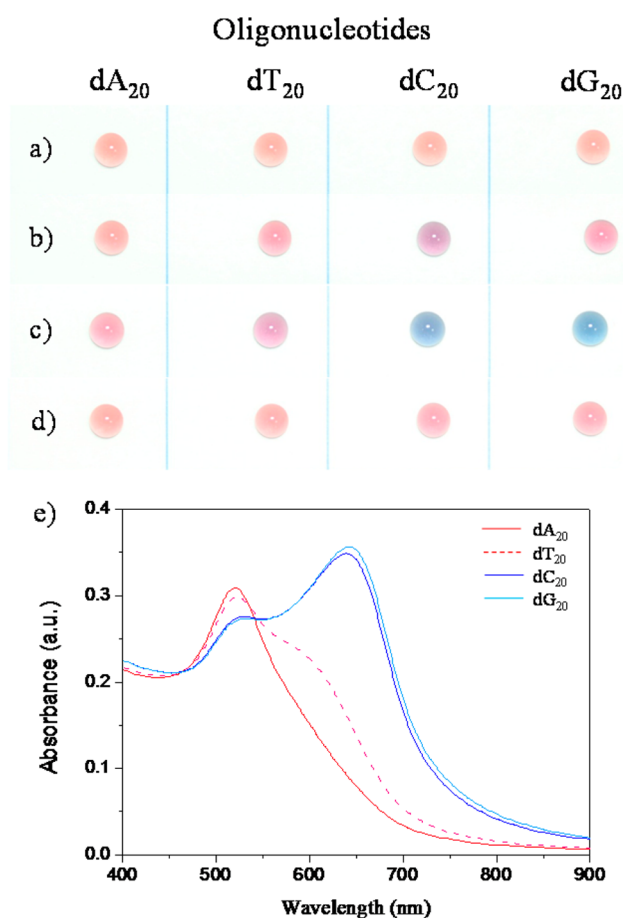 Oligonucleotides
dA20 dT20 dC20 dG20
a)
b)
c)
d)
e)
0.4
0.3
0.2
0.1
0.0
Absorbance (a.u.)
dA20
dT20
dC20
dG20
400 500 600 700 800 900
Wavelength (nm)